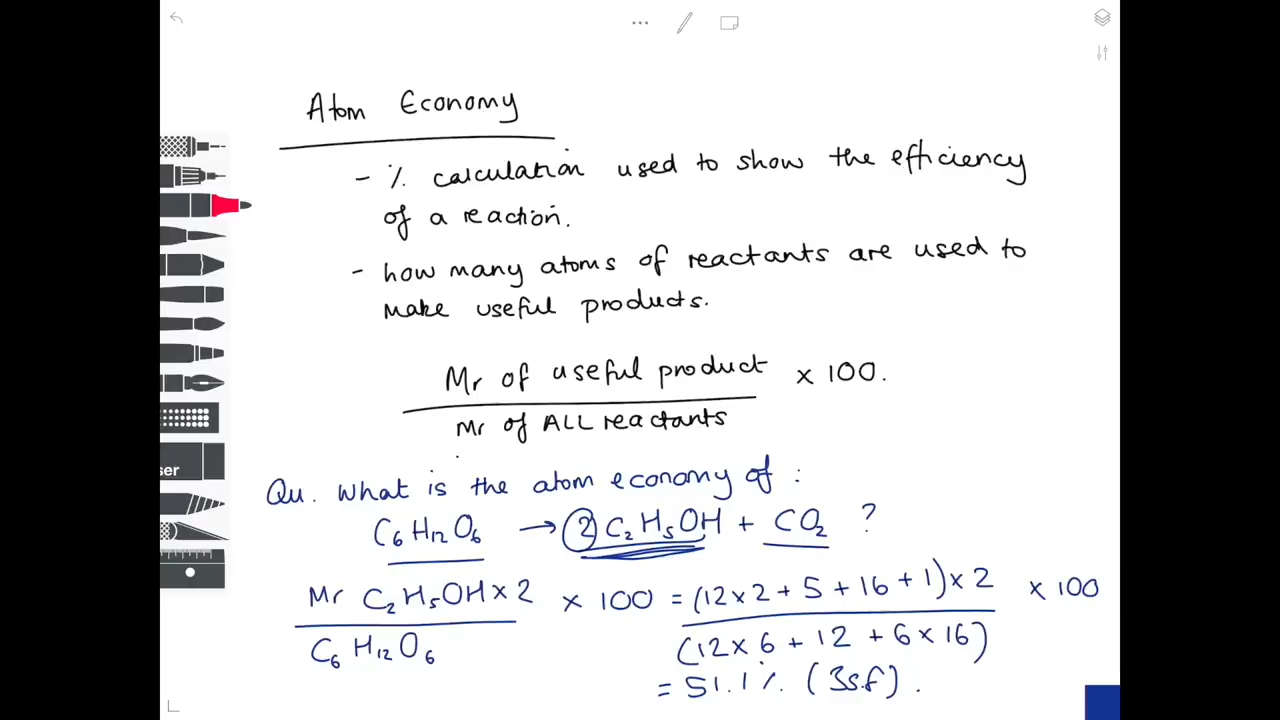 Atom Economy
- % calculation used to show the efficiency
of a reaction.
- how many atoms of reactants are used to
make useful products.
Mr of useful product × 100.
Mr of ALL reactants
Qu. What is the atom economy of :
C₆H₁₂O₆ → 2 C₂H₅OH + CO₂ ?
Mr C₂H₅OH × 2 × 100 = (12 × 2 + 5 + 16 + 1) × 2 × 100
C₆H₁₂O₆ (12 × 6 + 12 + 6 × 16)
= 51.1 % (3s.f).
ser